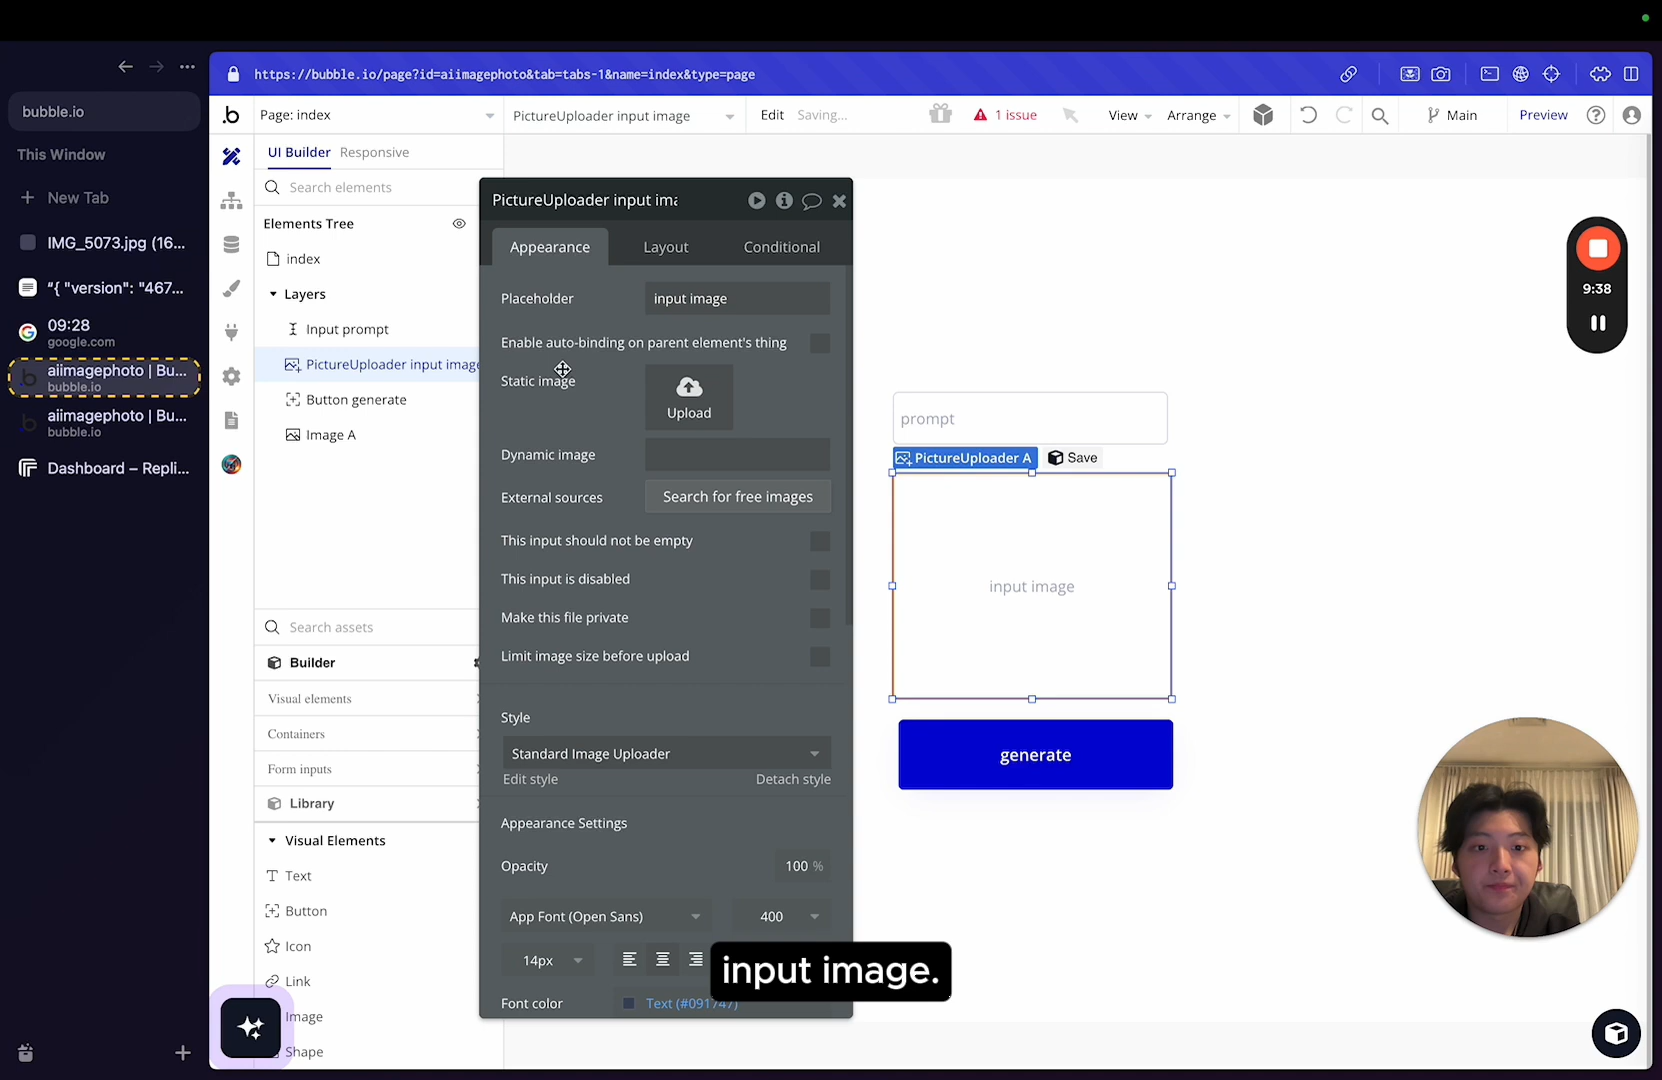 https://bubble.io/page?id=aiimagephoto&tab=tabs-1&name=index&type=page
bubble.io
This Window
New Tab
IMG_5073.jpg (16...
“{ "version": "467...
09:28
google.com
aiimagephoto | Bu...
bubble.io
aiimagephoto | Bu...
bubble.io
Dashboard – Repli...
Page: index
PictureUploader input image
Edit
Saving...
1 issue
View
Arrange
Main
Preview
UI Builder
Responsive
Search elements
Elements Tree
index
Layers
Input prompt
PictureUploader input image
Button generate
Image A
Search assets
Builder
Visual elements
Containers
Form inputs
Library
Visual Elements
Text
Button
Icon
Link
Image
Shape
PictureUploader input ima
Appearance
Layout
Conditional
Placeholder
input image
Enable auto-binding on parent element's thing
Static image
Upload
Dynamic image
External sources
Search for free images
This input should not be empty
This input is disabled
Make this file private
Limit image size before upload
Style
Standard Image Uploader
Edit style
Detach style
Appearance Settings
Opacity
100 %
App Font (Open Sans)
400
14px
Font color
Text (#091747)
prompt
PictureUploader A
Save
input image
generate
9:38
input image.